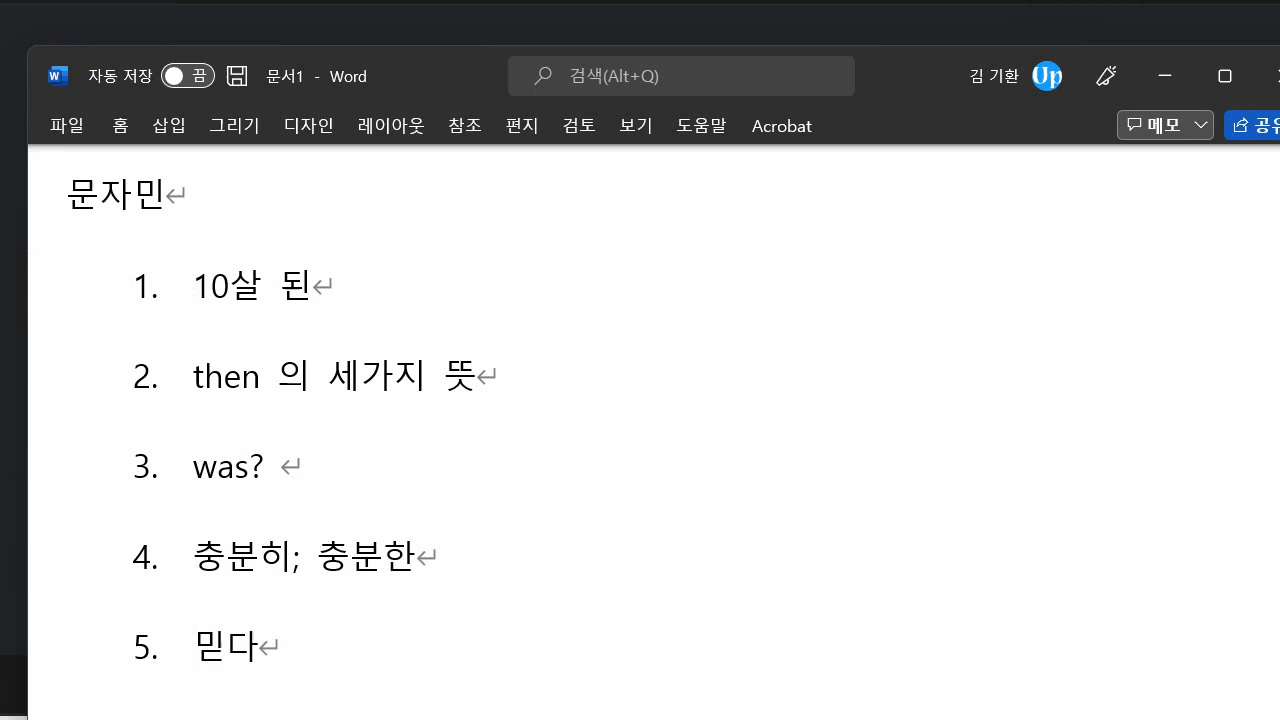 자동 저장 끔 문서1 - Word 검색(Alt+Q) 김 기환 Up
파일 홈 삽입 그리기 디자인 레이아웃 참조 편지 검토 보기 도움말 Acrobat 메모
문자민
1. 10살 된
2. then 의 세가지 뜻
3. was?
4. 충분히; 충분한
5. 믿다